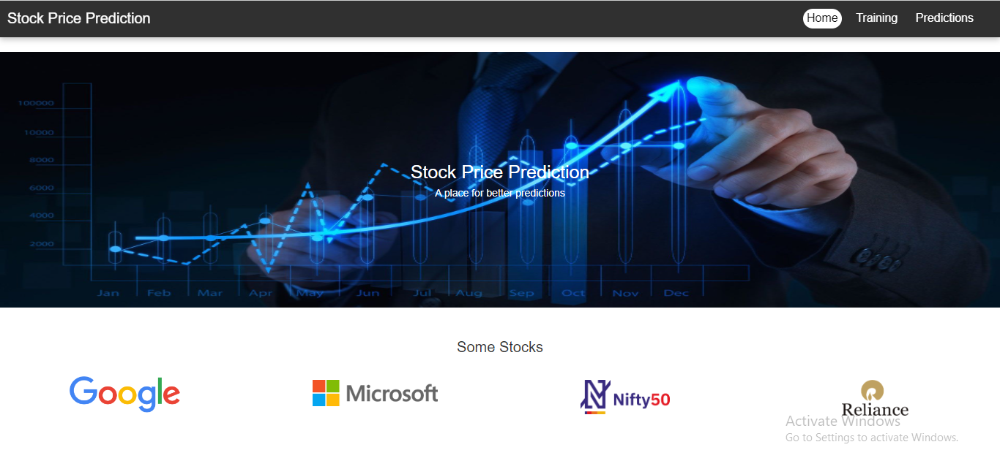 Stock Price Prediction
Home Training Predictions
100000
10000
8000
6000
4000
2000
Stock Price Prediction
A place for better predictions
Jan Feb Mar Apr May Jun Jul Aug Sep Oct Nov Dec
Some Stocks
Google
Microsoft
Nifty50
Reliance
Activate Windows
Go to Settings to activate Windows.